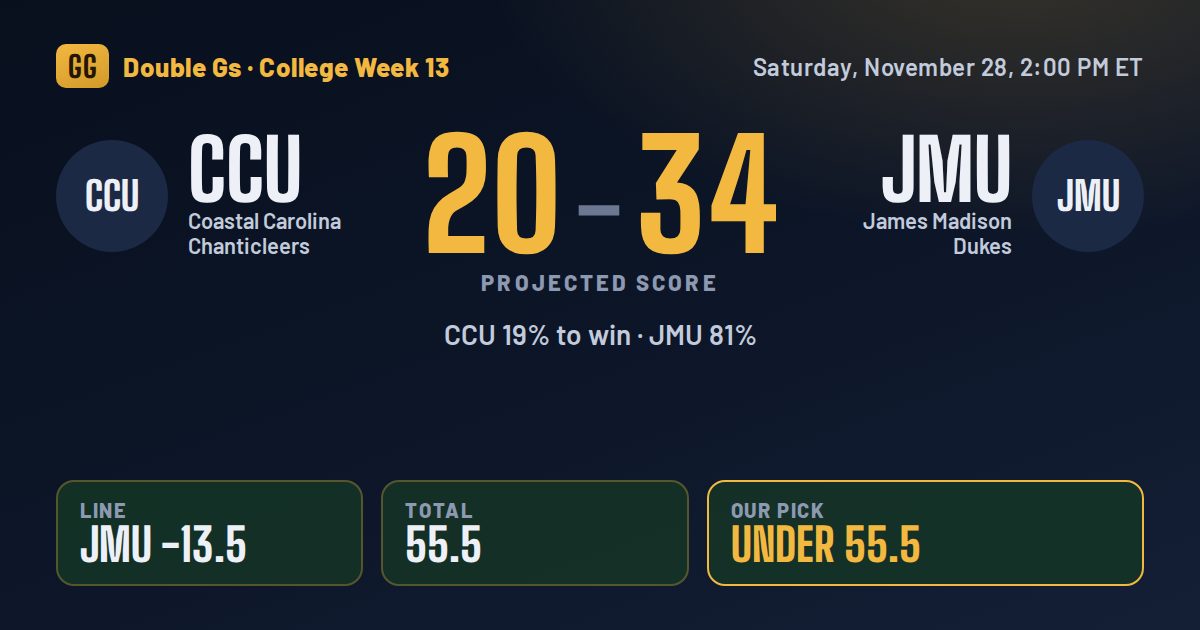 GG
Double Gs · College Week 13
Saturday, November 28, 2:00 PM ET
CCU
CCU
Coastal Carolina
Chanticleers
20 – 34
PROJECTED SCORE
CCU 19% to win · JMU 81%
JMU
James Madison
Dukes
JMU
LINE
JMU −13.5
TOTAL
55.5
OUR PICK
UNDER 55.5